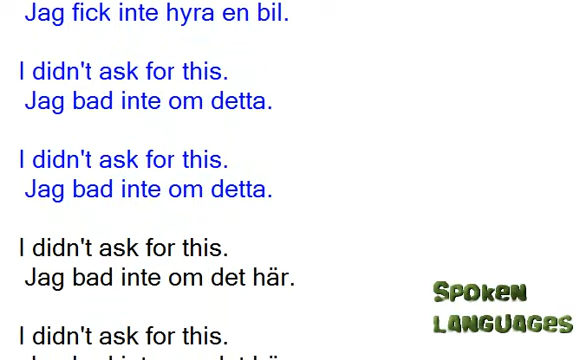 Jag fick inte hyra en bil.
I didn't ask for this.
Jag bad inte om detta.
I didn't ask for this.
Jag bad inte om detta.
I didn't ask for this.
Jag bad inte om det här.
I didn't ask for this.
Spoken
Languages